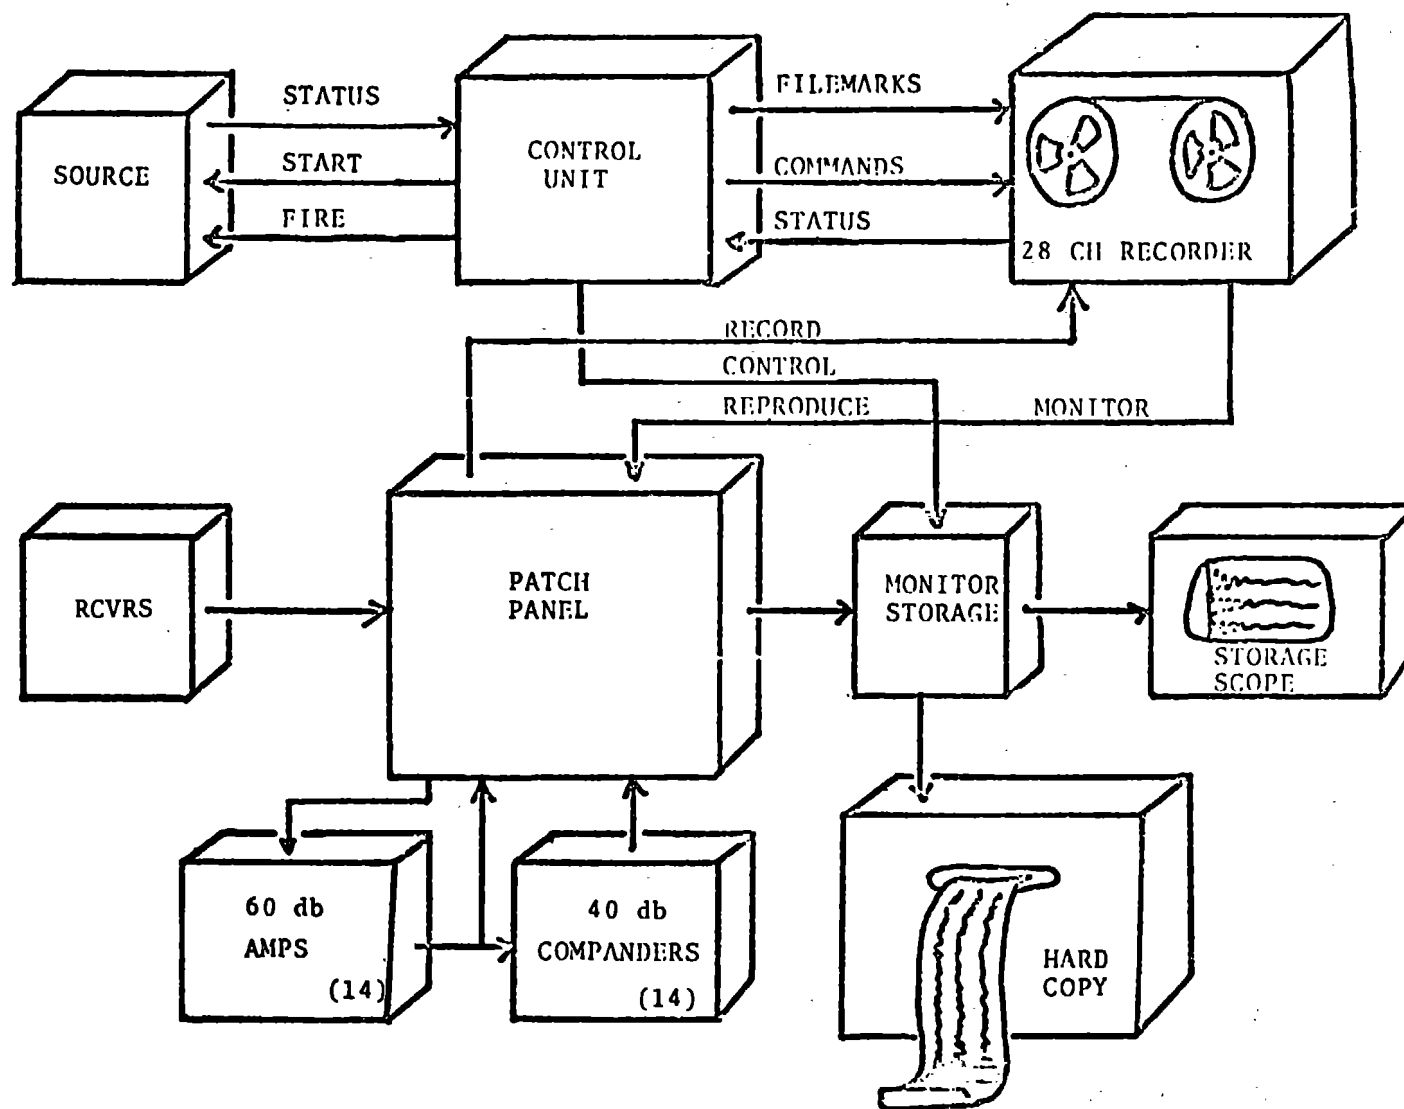 STATUS
START
FIRE
SOURCE
CONTROL
UNIT
FILEMARKS
COMMANDS
STATUS
28 CH RECORDER
RECORD
CONTROL
REPRODUCE MONITOR
RCVRS
PATCH
PANEL
MONITOR
STORAGE
STORAGE
SCOPE
60 db
AMPS
(14)
40 db
COMPANDERS
(14)
HARD
COPY